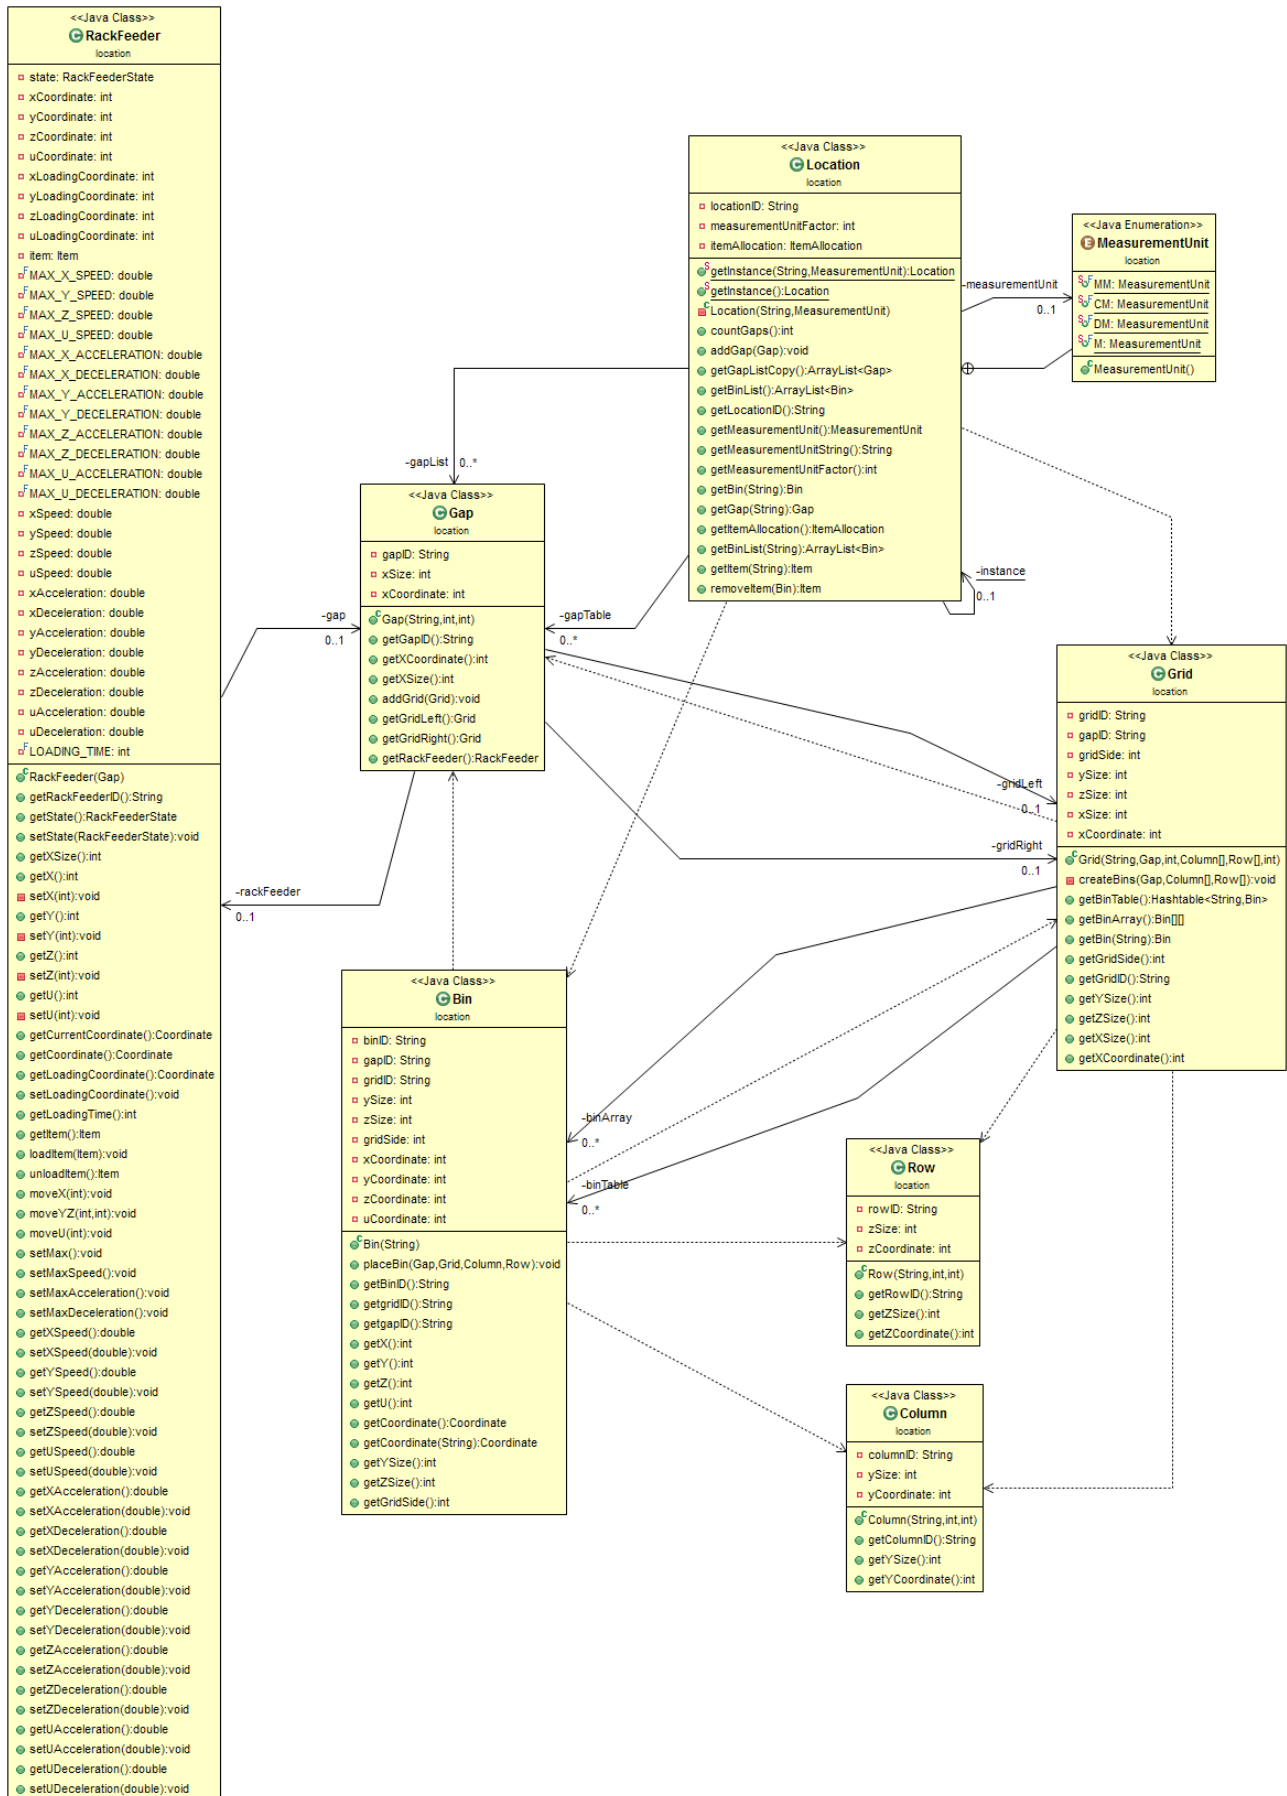 <<Java Class>>
RackFeeder
location
state: RackFeederState
xCoordinate: int
yCoordinate: int
zCoordinate: int
uCoordinate: int
xLoadingCoordinate: int
yLoadingCoordinate: int
zLoadingCoordinate: int
uLoadingCoordinate: int
item: Item
MAX_X_SPEED: double
MAX_Y_SPEED: double
MAX_Z_SPEED: double
MAX_U_SPEED: double
MAX_X_ACCELERATION: double
MAX_X_DECELERATION: double
MAX_Y_ACCELERATION: double
MAX_Y_DECELERATION: double
MAX_Z_ACCELERATION: double
MAX_Z_DECELERATION: double
MAX_U_ACCELERATION: double
MAX_U_DECELERATION: double
xSpeed: double
ySpeed: double
zSpeed: double
uSpeed: double
xAcceleration: double
xDeceleration: double
yAcceleration: double
yDeceleration: double
zAcceleration: double
zDeceleration: double
uAcceleration: double
uDeceleration: double
LOADING_TIME: int
RackFeeder(Gap)
getRackFeederID():String
getState():RackFeederState
setState(RackFeederState):void
getXSize():int
getX():int
setX(int):void
getY():int
setY(int):void
getZ():int
setZ(int):void
getU():int
setU(int):void
getCurrentCoordinate():Coordinate
getCoordinate():Coordinate
getLoadingCoordinate():Coordinate
setLoadingCoordinate():void
getLoadingTime():int
getItem():Item
loadItem(Item):void
unloadItem():Item
moveX(int):void
moveYZ(int,int):void
moveU(int):void
setMax():void
setMaxSpeed():void
setMaxAcceleration():void
setMaxDeceleration():void
getXSpeed():double
setXSpeed(double):void
getYSpeed():double
setYSpeed(double):void
getZSpeed():double
setZSpeed(double):void
getUSpeed():double
setUSpeed(double):void
getXAcceleration():double
setXAcceleration(double):void
getXDeceleration():double
setXDeceleration(double):void
getYAcceleration():double
setYAcceleration(double):void
getYDeceleration():double
setYDeceleration(double):void
getZAcceleration():double
setZAcceleration(double):void
getZDeceleration():double
setZDeceleration(double):void
getUAcceleration():double
setUAcceleration(double):void
getUDeceleration():double
setUDeceleration(double):void
<<Java Class>>
Location
location
locationID: String
measurementUnitFactor: int
itemAllocation: ItemAllocation
getInstance(String,MeasurementUnit):Location
getInstance():Location
Location(String,MeasurementUnit)
countGaps():int
addGap(Gap):void
getGapListCopy():ArrayList<Gap>
getBinList():ArrayList<Bin>
getLocationID():String
getMeasurementUnit():MeasurementUnit
getMeasurementUnitString():String
getMeasurementUnitFactor():int
getBin(String):Bin
getGap(String):Gap
getItemAllocation():ItemAllocation
getBinList(String):ArrayList<Bin>
getItem(String):Item
removeItem(Bin):Item
-measurementUnit
0..1
<<Java Enumeration>>
MeasurementUnit
location
MM: MeasurementUnit
CM: MeasurementUnit
DM: MeasurementUnit
M: MeasurementUnit
MeasurementUnit()
-instance
0..1
-gapList
0..*
-gapTable
0..*
-gap
0..1
<<Java Class>>
Gap
location
gapID: String
xSize: int
xCoordinate: int
Gap(String,int,int)
getGapID():String
getXCoordinate():int
getXSize():int
addGrid(Grid):void
getGridLeft():Grid
getGridRight():Grid
getRackFeeder():RackFeeder
-rackFeeder
0..1
-gridLeft
0..1
-gridRight
0..1
<<Java Class>>
Grid
location
gridID: String
gapID: String
gridSide: int
ySize: int
zSize: int
xSize: int
xCoordinate: int
Grid(String,Gap,int,Column[],Row[],int)
createBins(Gap,Column[],Row[]):void
getBinTable():Hashtable<String,Bin>
getBinArray():Bin[][]
getBin(String):Bin
getGridSide():int
getGridID():String
getYSize():int
getZSize():int
getXSize():int
getXCoordinate():int
<<Java Class>>
Bin
location
binID: String
gapID: String
gridID: String
ySize: int
zSize: int
gridSide: int
xCoordinate: int
yCoordinate: int
zCoordinate: int
uCoordinate: int
Bin(String)
placeBin(Gap,Grid,Column,Row):void
getBinID():String
getgridID():String
getgapID():String
getX():int
getY():int
getZ():int
getU():int
getCoordinate():Coordinate
getCoordinate(String):Coordinate
getYSize():int
getZSize():int
getGridSide():int
-binArray
0..*
-binTable
0..*
<<Java Class>>
Row
location
rowID: String
zSize: int
zCoordinate: int
Row(String,int,int)
getRowID():String
getZSize():int
getZCoordinate():int
<<Java Class>>
Column
location
columnID: String
ySize: int
yCoordinate: int
Column(String,int,int)
getColumnID():String
getYSize():int
getYCoordinate():int